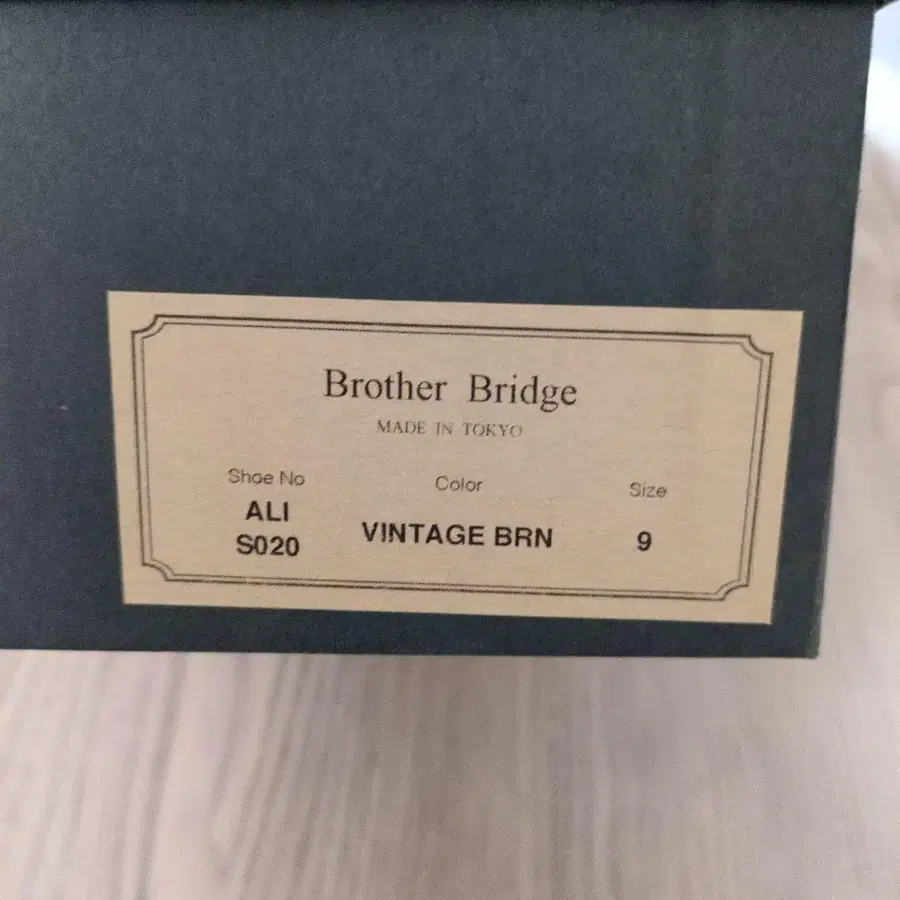 Brother Bridge
MADE IN TOKYO
Shoe No Color Size
ALI
S020 VINTAGE BRN 9